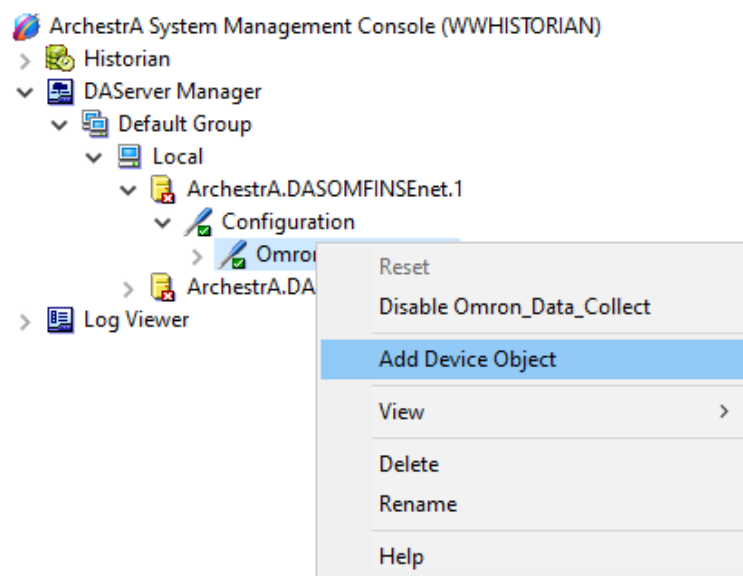 ArchestrA System Management Console (WWHISTORIAN)
Historian
DAServer Manager
Default Group
Local
ArchestrA.DASOMFINSEnet.1
Configuration
Omro
ArchestrA.DA
Log Viewer
Reset
Disable Omron_Data_Collect
Add Device Object
View
Delete
Rename
Help